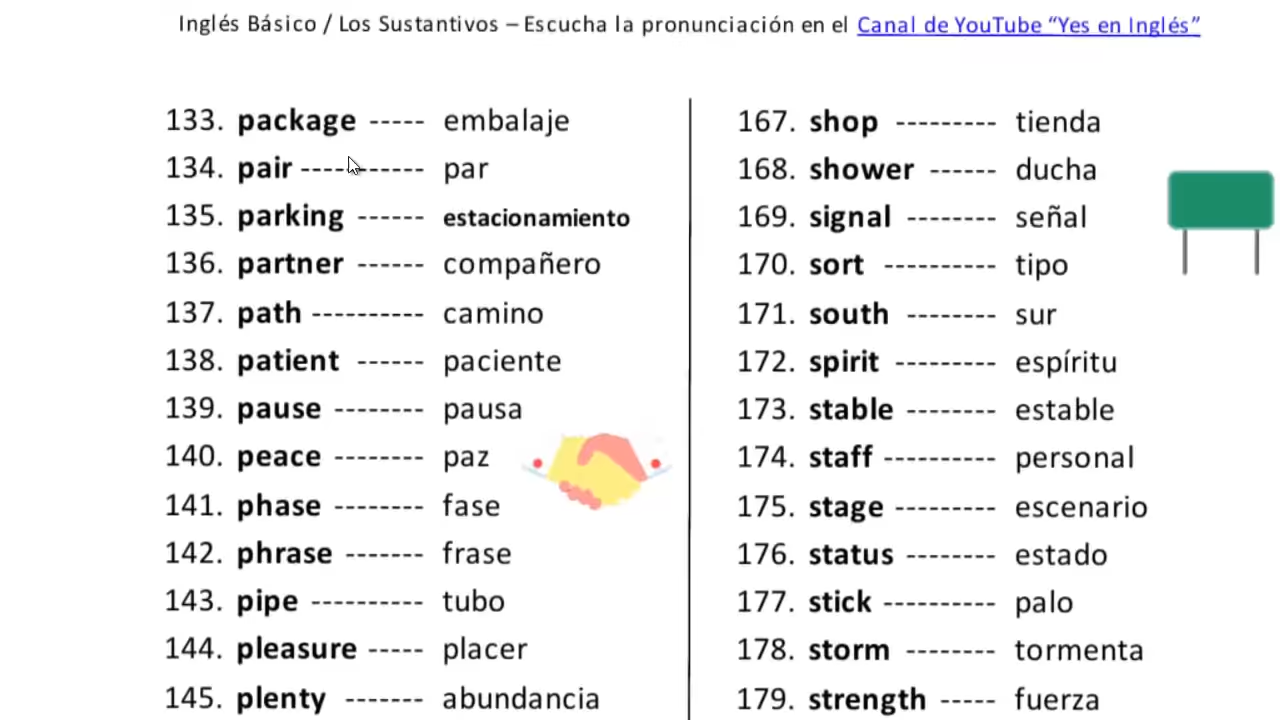 Inglés Básico / Los Sustantivos – Escucha la pronunciación en el Canal de YouTube “Yes en Inglés”
133. package ----- embalaje
134. pair ----------- par
135. parking ------ estacionamiento
136. partner ------ compañero
137. path ---------- camino
138. patient ------ paciente
139. pause -------- pausa
140. peace -------- paz
141. phase -------- fase
142. phrase ------- frase
143. pipe ---------- tubo
144. pleasure ----- placer
145. plenty ------- abundancia
167. shop --------- tienda
168. shower ------ ducha
169. signal -------- señal
170. sort ---------- tipo
171. south -------- sur
172. spirit --------- espíritu
173. stable -------- estable
174. staff ---------- personal
175. stage --------- escenario
176. status -------- estado
177. stick ---------- palo
178. storm -------- tormenta
179. strength ----- fuerza